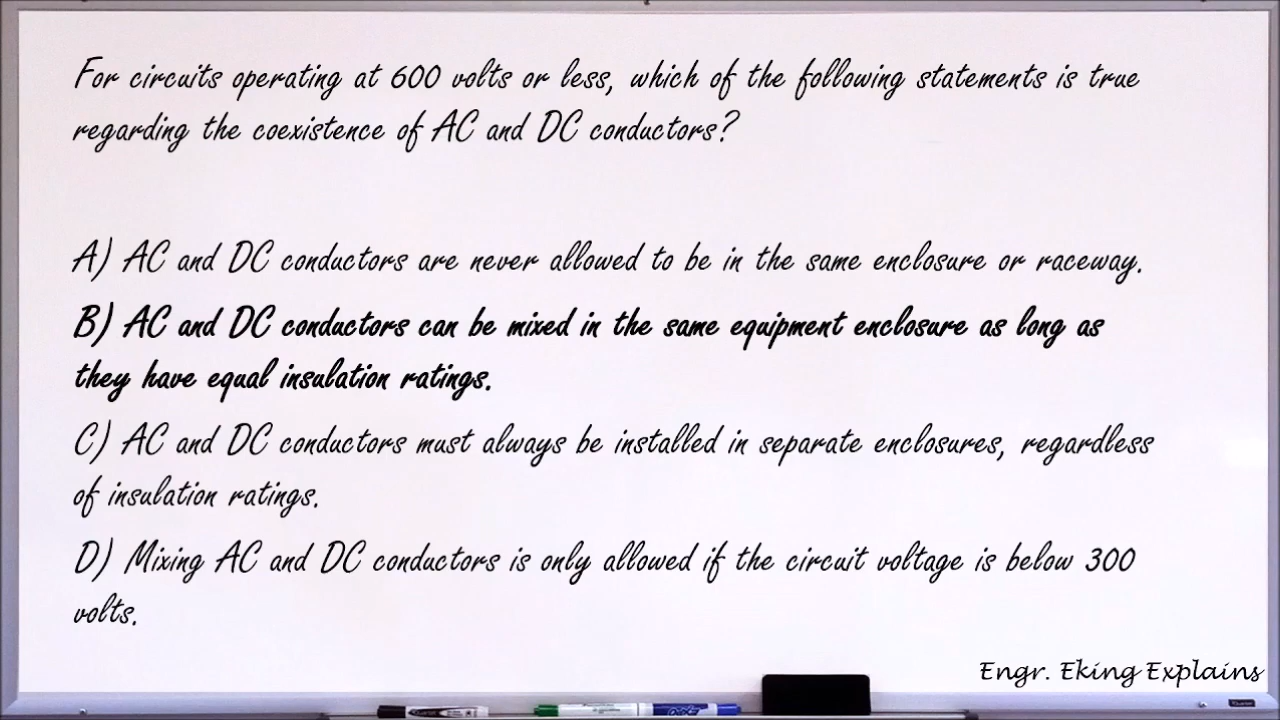 For circuits operating at 600 volts or less, which of the following statements is true
regarding the coexistence of AC and DC conductors?
A) AC and DC conductors are never allowed to be in the same enclosure or raceway.
B) AC and DC conductors can be mixed in the same equipment enclosure as long as
they have equal insulation ratings.
C) AC and DC conductors must always be installed in separate enclosures, regardless
of insulation ratings.
D) Mixing AC and DC conductors is only allowed if the circuit voltage is below 300
volts.
Engr. Eking Explains